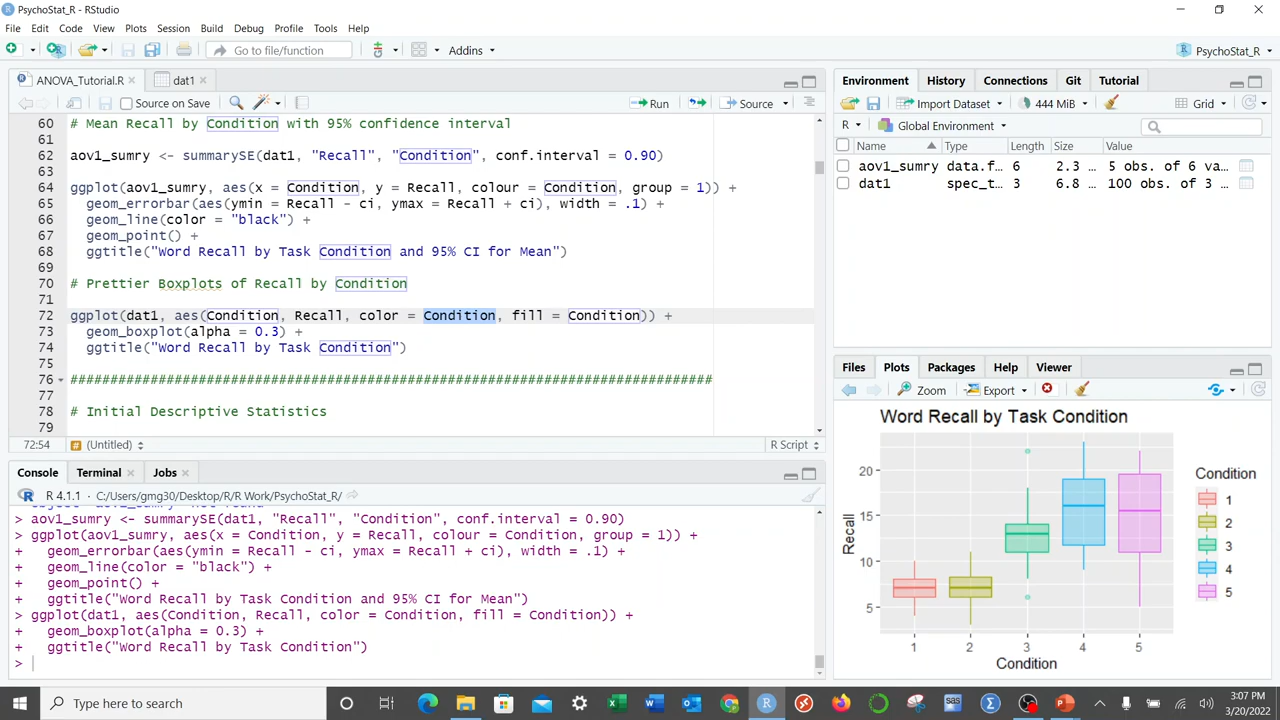 PsychoStat_R - RStudio
File Edit Code View Plots Session Build Debug Profile Tools Help
Go to file/function Addins PsychoStat_R
ANOVA_Tutorial.R dat1
Source on Save Run Source
60 # Mean Recall by Condition with 95% confidence interval
61
62 aov1_sumry <- summarySE(dat1, "Recall", "Condition", conf.interval = 0.90)
63
64 ggplot(aov1_sumry, aes(x = Condition, y = Recall, colour = Condition, group = 1)) +
65 geom_errorbar(aes(ymin = Recall - ci, ymax = Recall + ci), width = .1) +
66 geom_line(color = "black") +
67 geom_point() +
68 ggtitle("Word Recall by Task Condition and 95% CI for Mean")
69
70 # Prettier Boxplots of Recall by Condition
71
72 ggplot(dat1, aes(Condition, Recall, color = Condition, fill = Condition)) +
73 geom_boxplot(alpha = 0.3) +
74 ggtitle("Word Recall by Task Condition")
75
76 ################################################################################
77
78 # Initial Descriptive Statistics
79
72:54 (Untitled) R Script
Console Terminal Jobs
R 4.1.1 · C:/Users/gmg30/Desktop/R/R Work/PsychoStat_R/
> aov1_sumry <- summarySE(dat1, "Recall", "Condition", conf.interval = 0.90)
> ggplot(aov1_sumry, aes(x = Condition, y = Recall, colour = Condition, group = 1)) +
+ geom_errorbar(aes(ymin = Recall - ci, ymax = Recall + ci), width = .1) +
+ geom_line(color = "black") +
+ geom_point() +
+ ggtitle("Word Recall by Task Condition and 95% CI for Mean")
> ggplot(dat1, aes(Condition, Recall, color = Condition, fill = Condition)) +
+ geom_boxplot(alpha = 0.3) +
+ ggtitle("Word Recall by Task Condition")
>
Environment History Connections Git Tutorial
Import Dataset 444 MiB Grid
R Global Environment
Name Type Length Size Value
aov1_sumry data.f… 6 2.3 … 5 obs. of 6 va…
dat1 spec_t… 3 6.8 … 100 obs. of 3 …
Files Plots Packages Help Viewer
Zoom Export
Word Recall by Task Condition
20
15
10
5
Recall
1 2 3 4 5
Condition
Condition
1
2
3
4
5
Type here to search
3:07 PM
3/20/2022